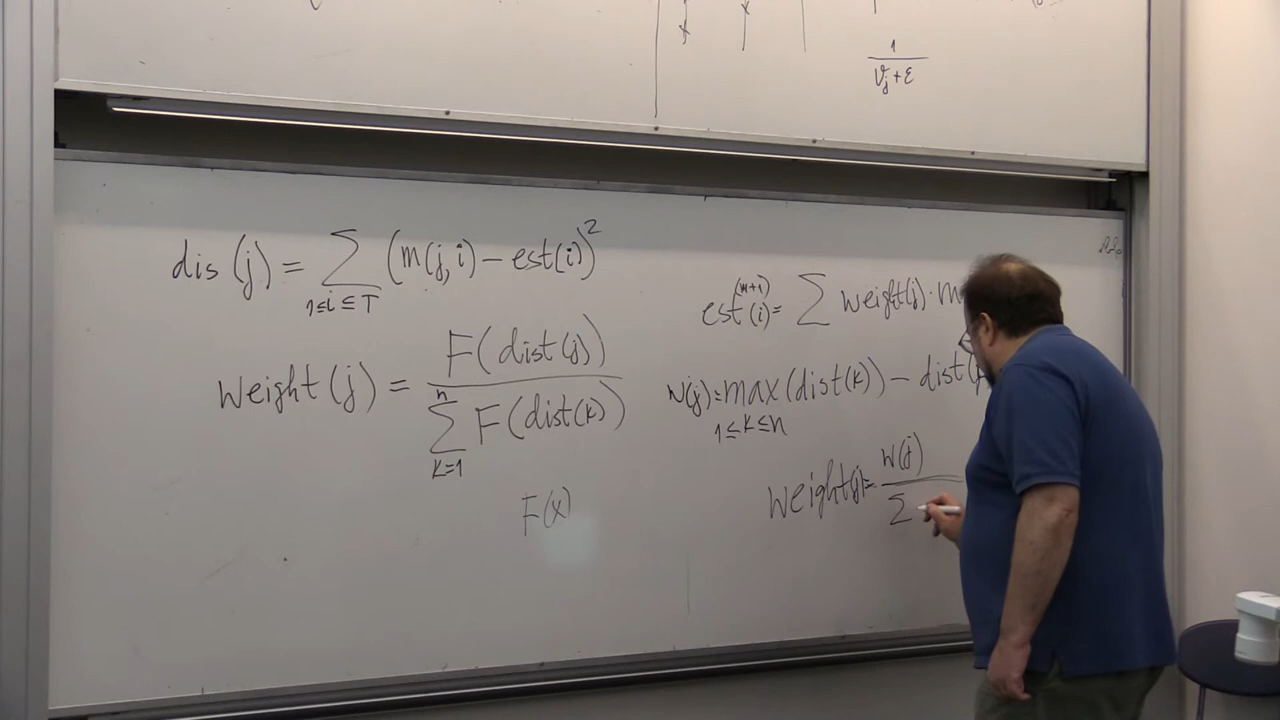 1
V_j + ε
dis (j) = ∑ (m(j,i) − est(i))²
1≤i≤T
est^(m+1)(i) = ∑ weight(j)·m
weight (j) = F(dist(j))
n
∑ F(dist(k))
k=1
w(j) = max (dist(k)) − dist(
1≤k≤n
weight(j) = w(j)
∑
F(x)